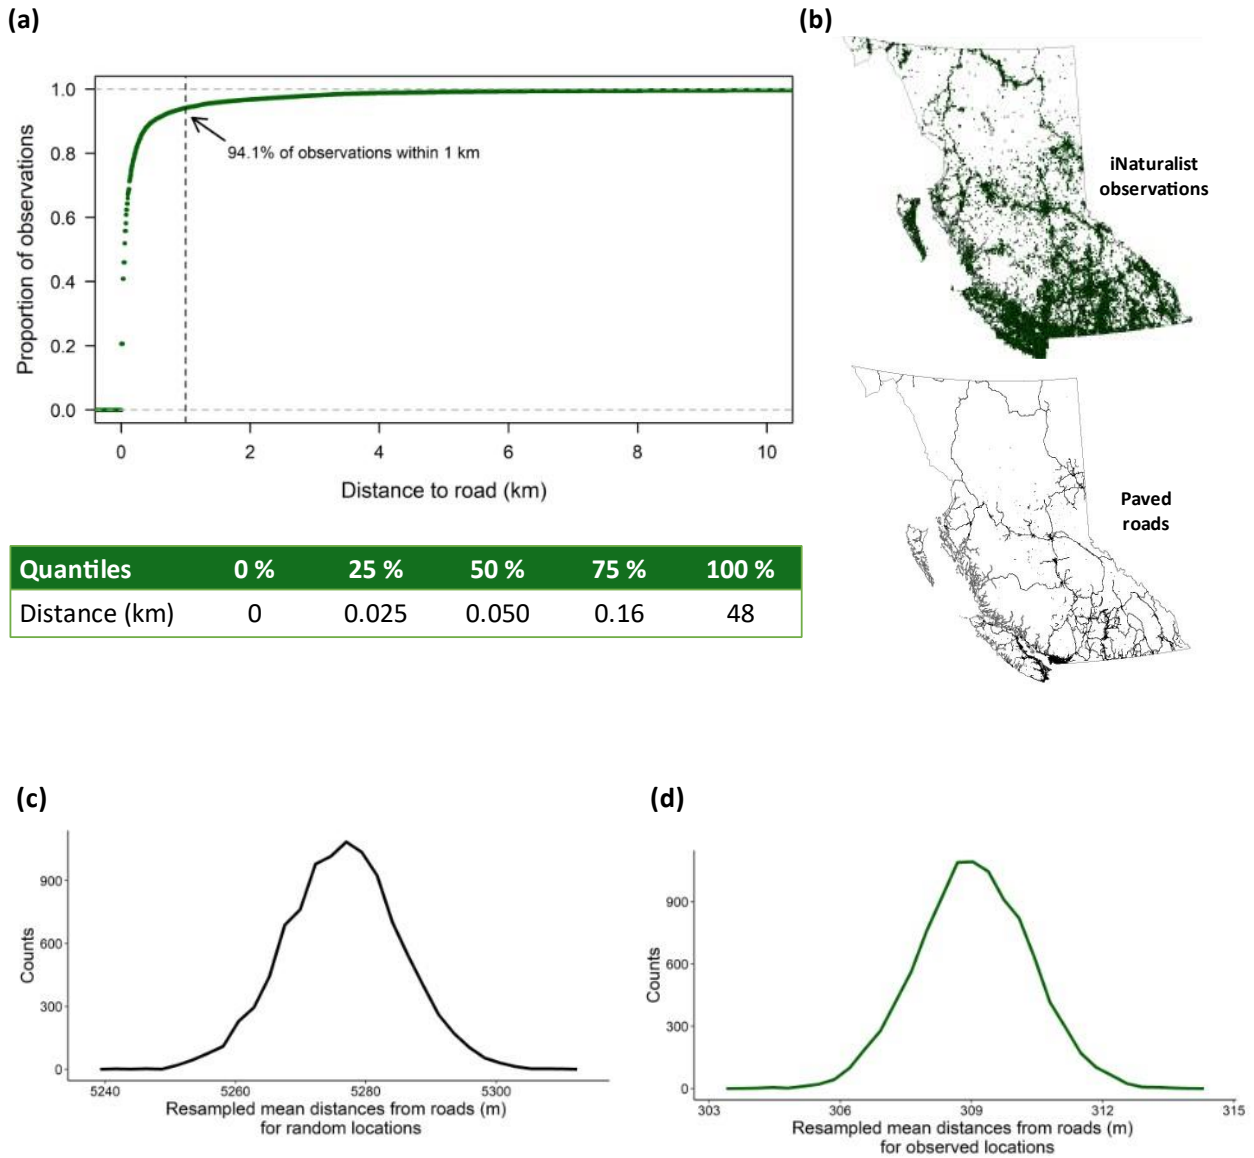 (a)
1.0
0.8
0.6
0.4
0.2
0.0
Proportion of observations
94.1% of observations within 1 km
0 2 4 6 8 10
Distance to road (km)
Quantiles 0 % 25 % 50 % 75 % 100 %
Distance (km) 0 0.025 0.050 0.16 48
(b)
iNaturalist
observations
Paved
roads
(c)
900
600
300
0
Counts
5240 5260 5280 5300
Resampled mean distances from roads (m)
for random locations
(d)
900
600
300
0
Counts
303 306 309 312 315
Resampled mean distances from roads (m)
for observed locations